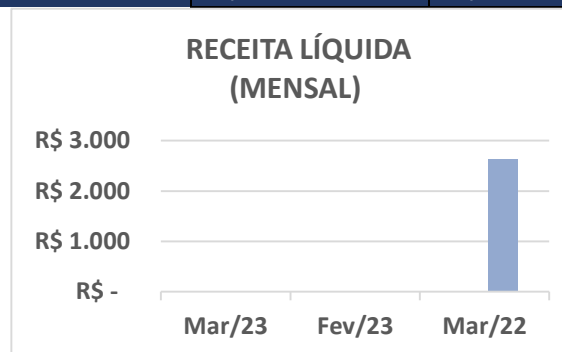 RECEITA LÍQUIDA
(MENSAL)
R$ 3.000
R$ 2.000
R$ 1.000
R$ -
Mar/23 Fev/23 Mar/22